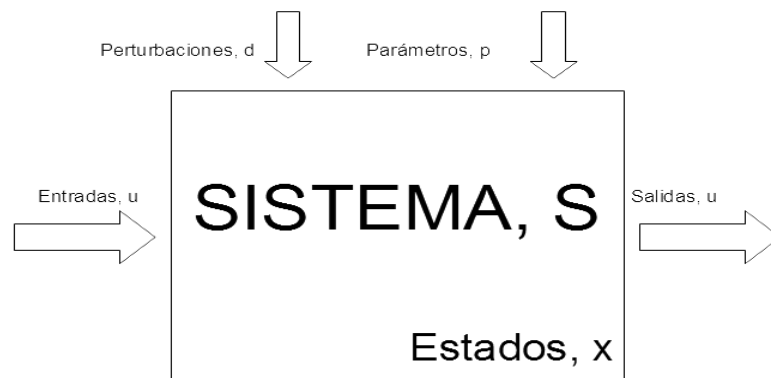 Perturbaciones, d
Parámetros, p
Entradas, u
SISTEMA, S
Salidas, u
Estados, x